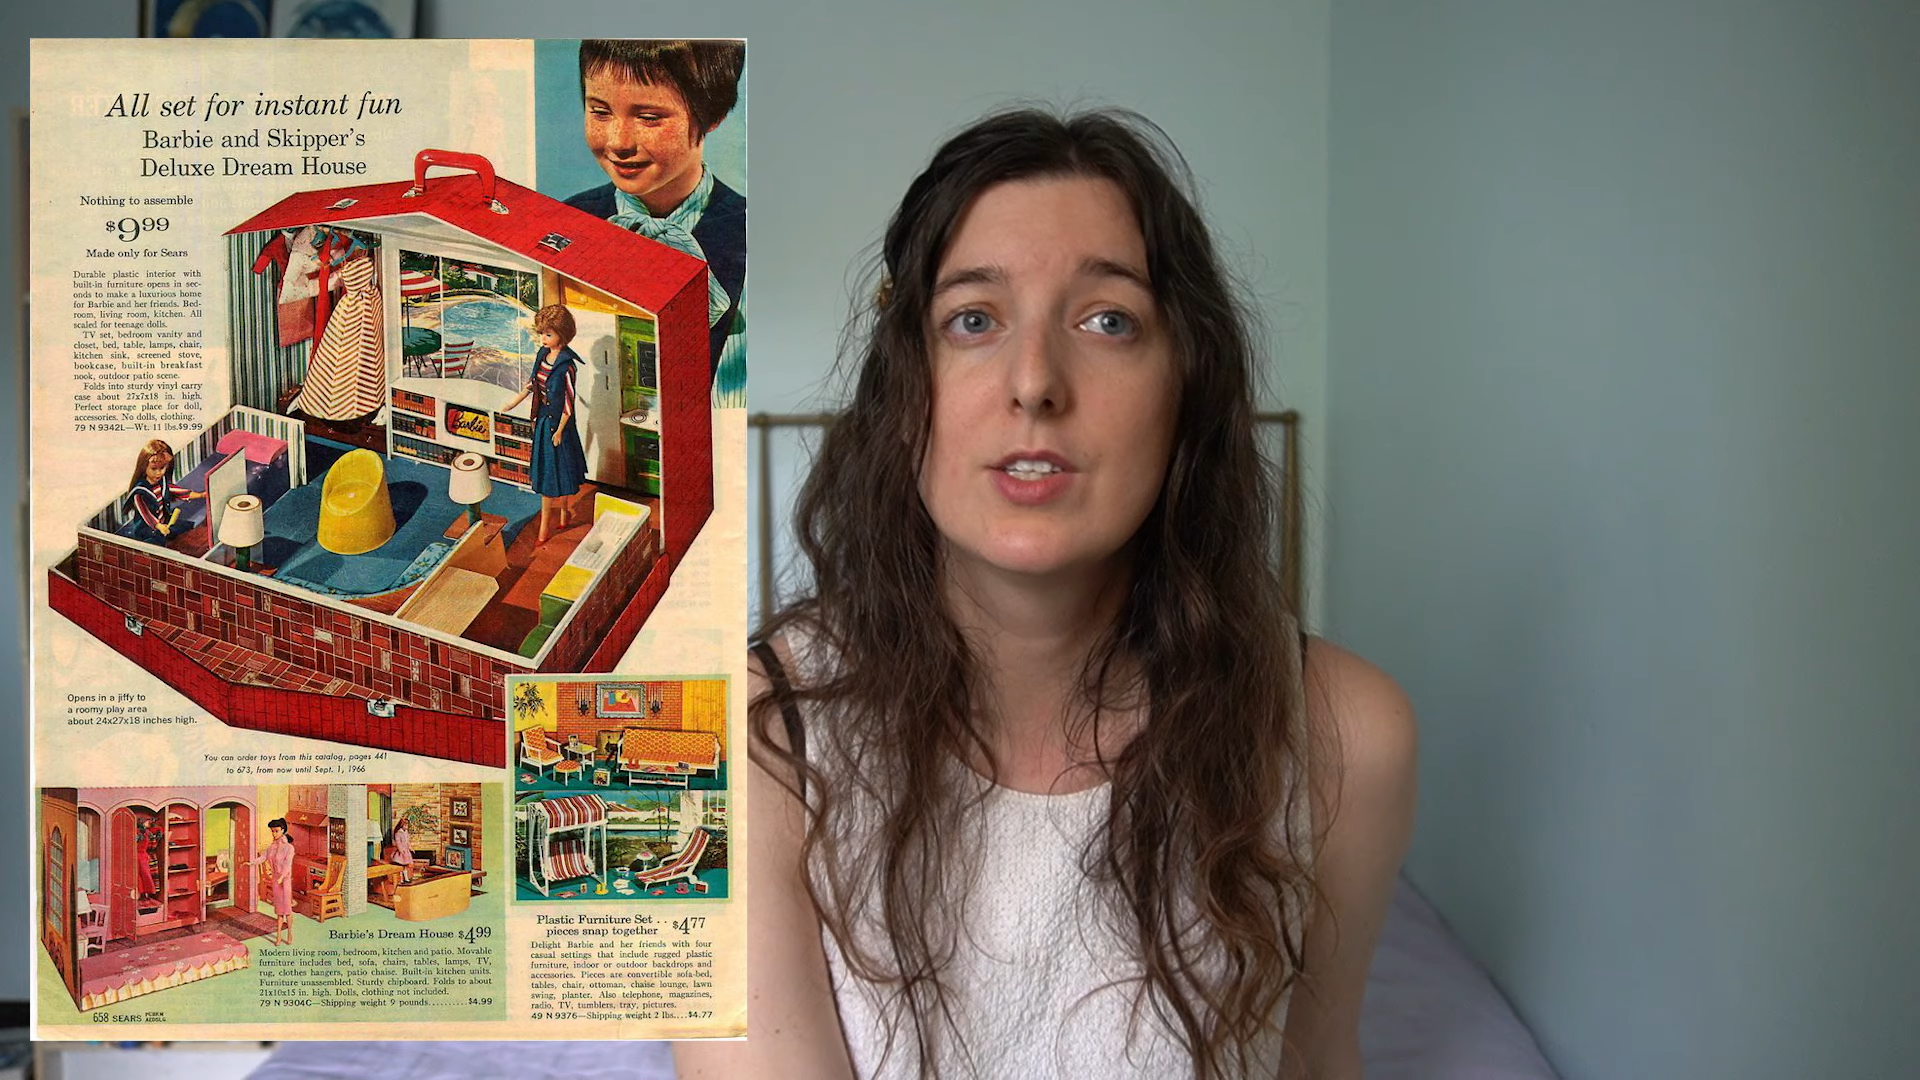 All set for instant fun
Barbie and Skipper's
Deluxe Dream House
Nothing to assemble
$9.99
Made only for Sears
Durable plastic interior with
built-in furniture opens in sec-
onds to make a luxurious home
for Barbie and her friends. Bed-
room, living room, kitchen. All
scaled for teenage dolls.
TV set, bedroom vanity and
closet, bed, table, lamps, chair,
kitchen sink, screened stove,
bookcase, built-in breakfast
nook, outdoor patio scene.
Folds into sturdy vinyl carry
case about 27x7x18 in. high.
Perfect storage place for doll,
accessories. No dolls, clothing.
79 N 9342L—Wt. 11 lbs.$9.99
Barbie
Opens in a jiffy to
a roomy play area
about 24x27x18 inches high.
You can order toys from this catalog, pages 441
to 673, from now until Sept. 1, 1966
Barbie's Dream House $4.99
Modern living room, bedroom, kitchen and patio. Movable
furniture includes bed, sofa, chairs, tables, lamps, TV,
rug, clothes hangers, patio chaise. Built-in kitchen units.
Furniture unassembled. Sturdy chipboard. Folds to about
21x10x15 in. high. Dolls, clothing not included.
79 N 9304C—Shipping weight 9 pounds.........$4.99
Plastic Furniture Set . . $4.77
pieces snap together
Delight Barbie and her friends with four
casual settings that include rugged plastic
furniture, indoor or outdoor backdrops and
accessories. Pieces are convertible sofa-bed,
tables, chair, ottoman, chaise lounge, lawn
swing, planter. Also telephone, magazines,
radio, TV, tumblers, tray, pictures.
49 N 9376—Shipping weight 2 lbs....$4.77
658 SEARS